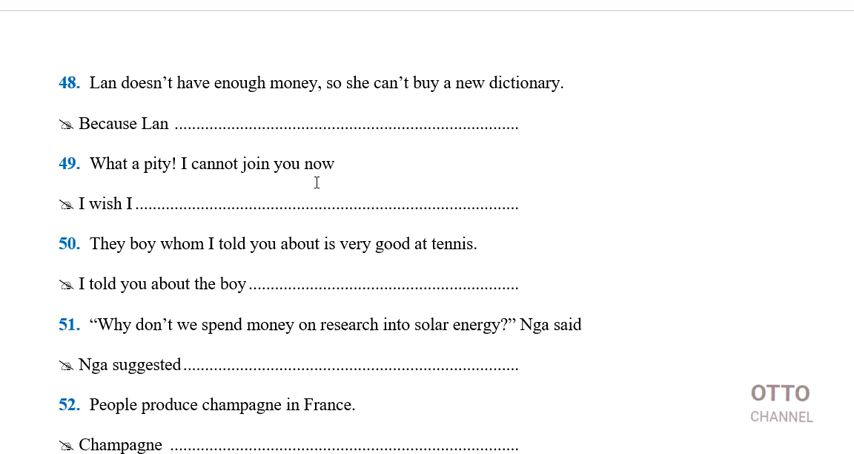 48. Lan doesn’t have enough money, so she can’t buy a new dictionary.
Because Lan ...............................................................................
49. What a pity! I cannot join you now
I wish I........................................................................................
50. They boy whom I told you about is very good at tennis.
I told you about the boy..............................................................
51. “Why don’t we spend money on research into solar energy?” Nga said
Nga suggested.............................................................................
52. People produce champagne in France.
Champagne ................................................................................
OTTO
CHANNEL